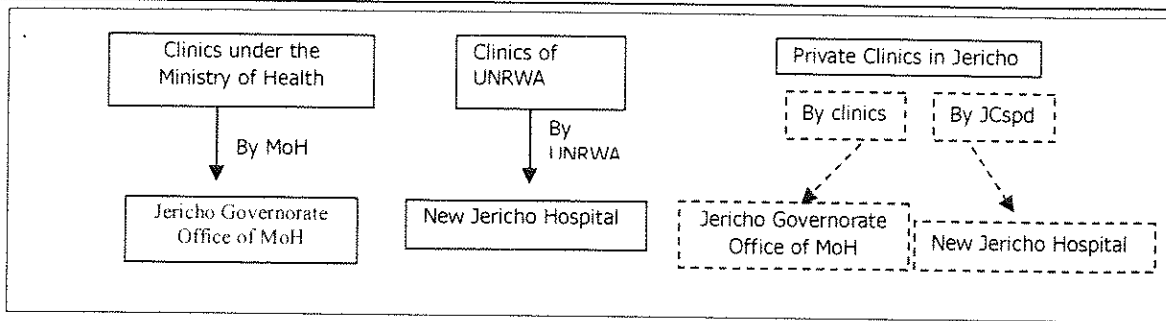 Clinics under the
Ministry of Health
By MoH
Jericho Governorate
Office of MoH
Clinics of
UNRWA
By
UNRWA
New Jericho Hospital
Private Clinics in Jericho
By clinics
By JCspd
Jericho Governorate
Office of MoH
New Jericho Hospital